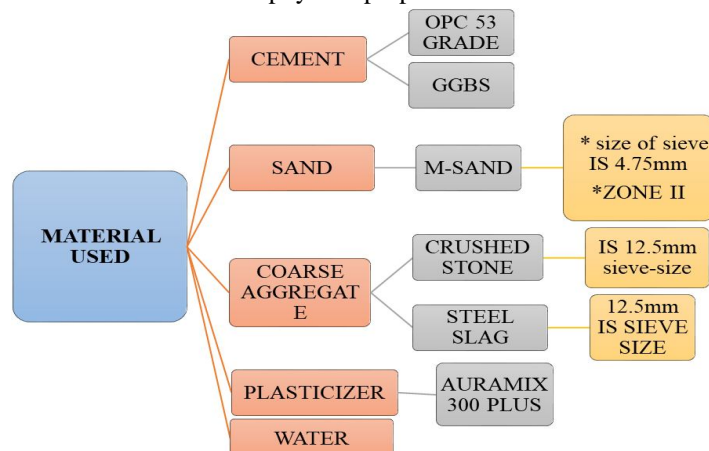 OPC 53
GRADE
CEMENT
GGBS
SAND
M-SAND
* size of sieve
IS 4.75mm
*ZONE II
MATERIAL
USED
COARSE
AGGREGAT
E
CRUSHED
STONE
IS 12.5mm
sieve-size
STEEL
SLAG
12.5mm
IS SIEVE
SIZE
PLASTICIZER
AURAMIX
300 PLUS
WATER